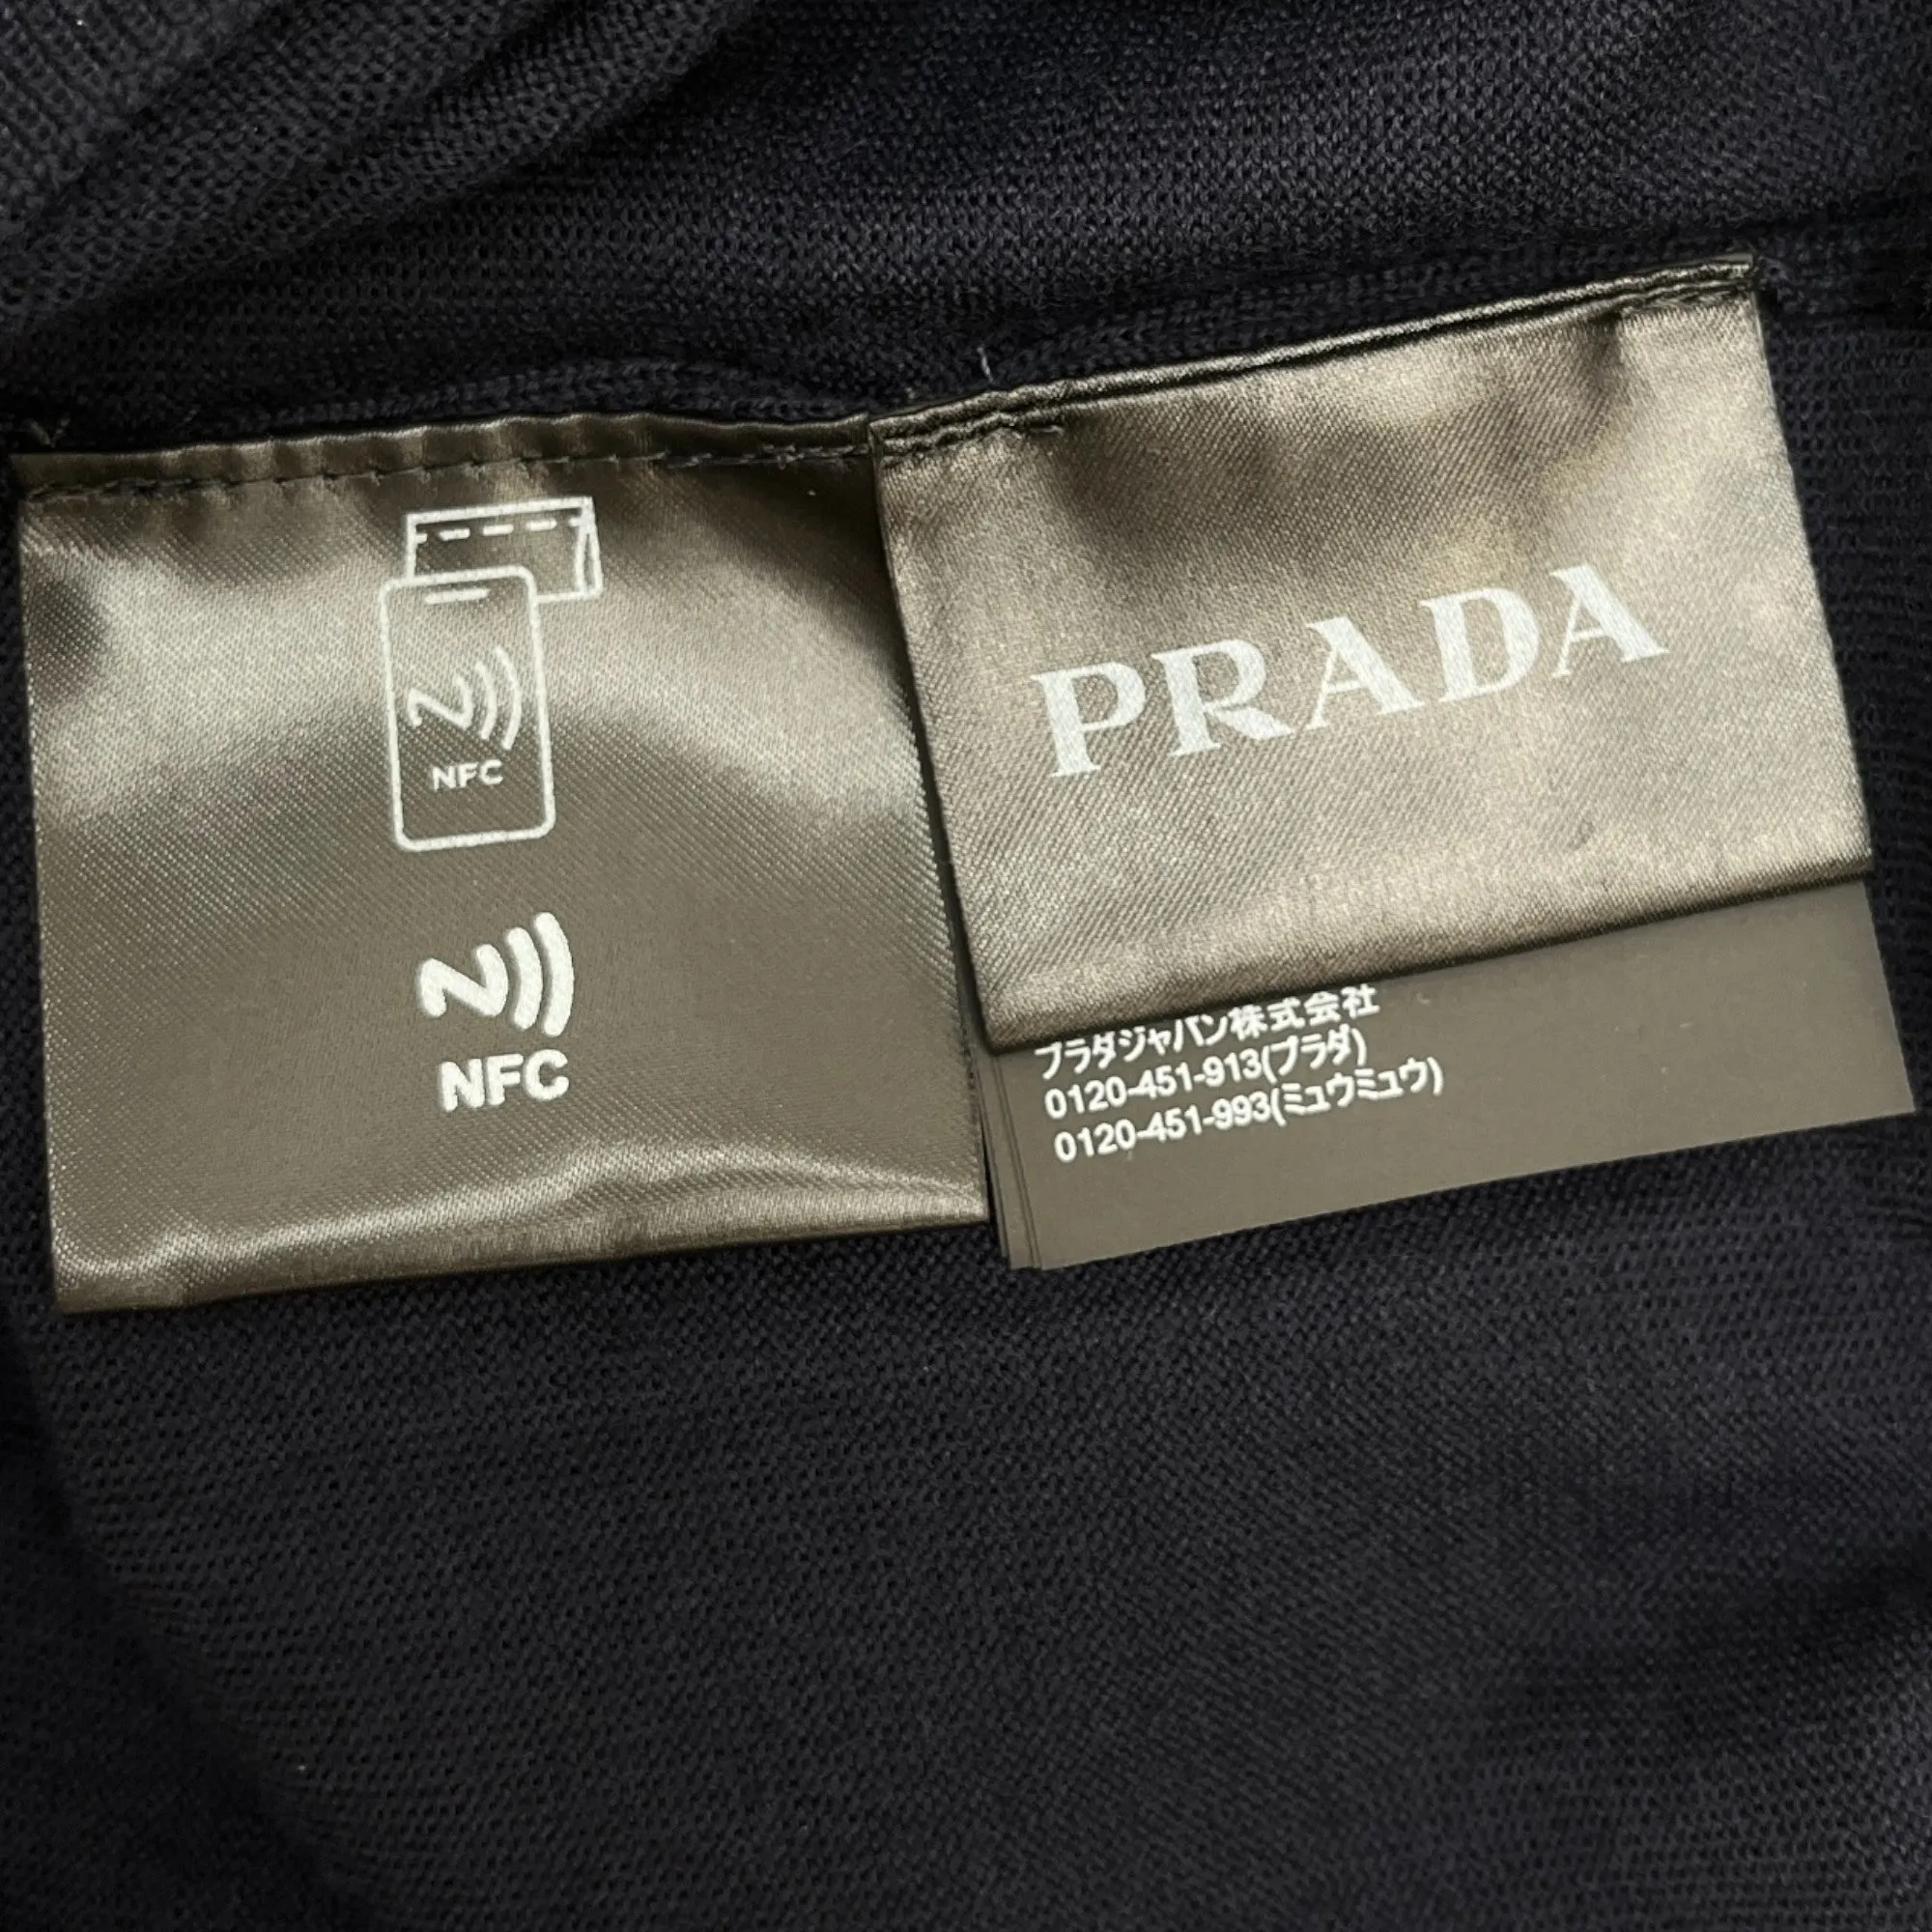 NFC
NFC
PRADA
プラダジャパン株式会社
0120-451-913(プラダ)
0120-451-993(ミュウミュウ)